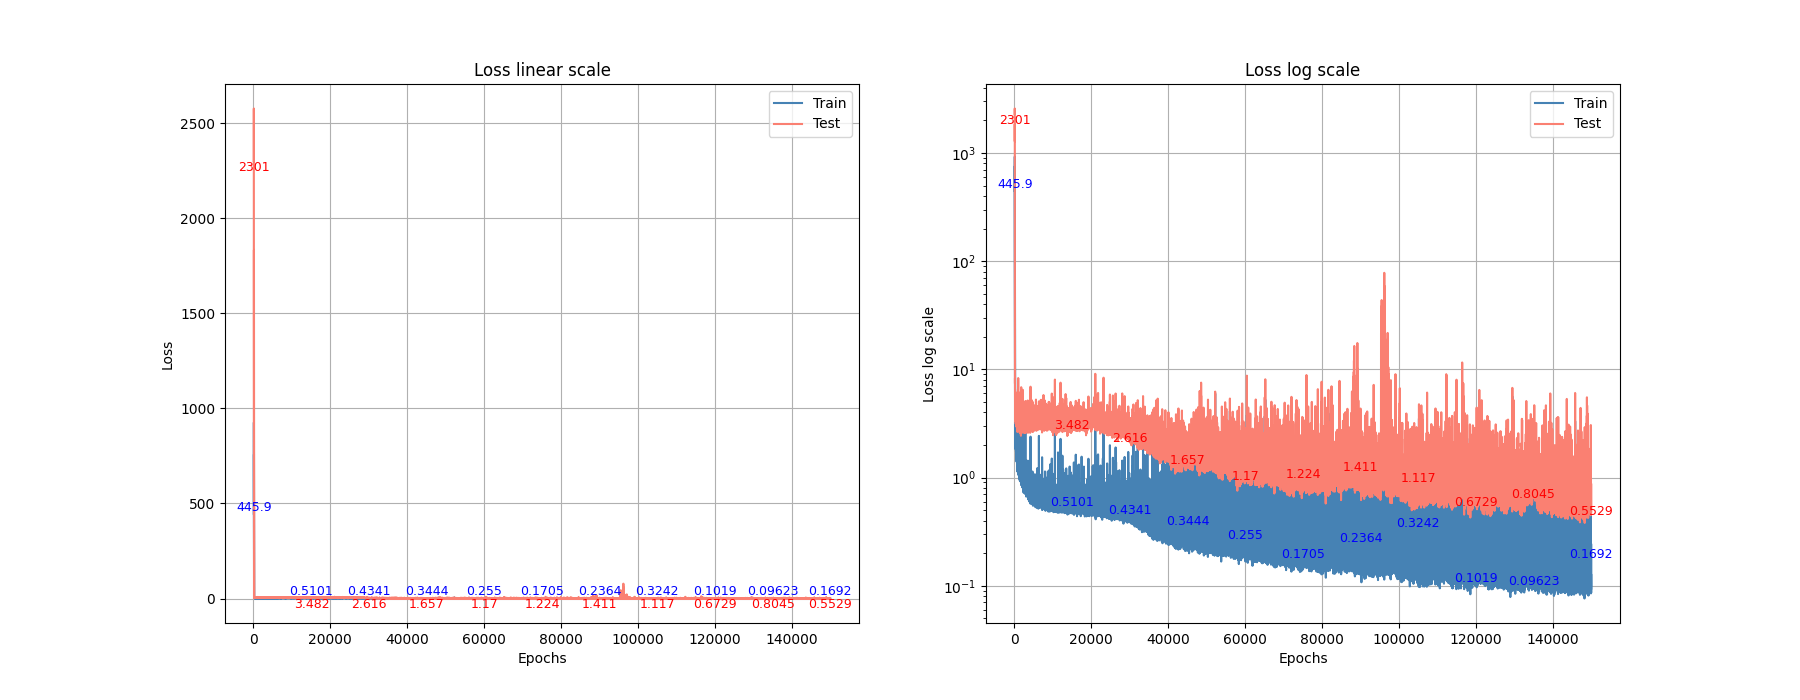 Loss linear scale
Loss
2500
2000
1500
1000
500
0
2301
445.9
0.5101 0.4341 0.3444 0.255 0.1705 0.2364 0.3242 0.1019 0.09623 0.1692
3.482 2.616 1.657 1.17 1.224 1.411 1.117 0.6729 0.8045 0.5529
Train
Test
0 20000 40000 60000 80000 100000 120000 140000
Epochs
Loss log scale
Loss log scale
10³
10²
10¹
10⁰
10⁻¹
2301
445.9
3.482 2.616 1.657 1.17 1.224 1.411 1.117 0.6729 0.8045 0.5529
0.5101 0.4341 0.3444 0.255 0.1705 0.2364 0.3242 0.1019 0.09623 0.1692
Train
Test
0 20000 40000 60000 80000 100000 120000 140000
Epochs